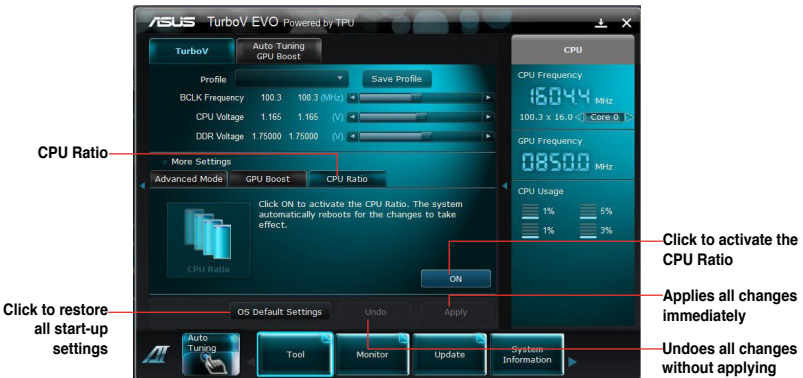 ASUS TurboV EVO Powered by TPU
TurboV
Auto Tuning
GPU Boost
Profile
Save Profile
BCLK Frequency 100.3 100.3 (MHz)
CPU Voltage 1.165 1.165 (V)
DDR Voltage 1.75000 1.75000 (V)
More Settings
Advanced Mode
GPU Boost
CPU Ratio
Click ON to activate the CPU Ratio. The system
automatically reboots for the changes to take
effect.
CPU Ratio
ON
OS Default Settings
Undo
Apply
CPU
CPU Frequency
1604.4 MHz
100.3 x 16.0 Core 0
GPU Frequency
0850.0 MHz
CPU Usage
1% 5%
1% 3%
AI
Auto
Tuning
Tool
Monitor
Update
System
Information
CPU Ratio
Click to restore
all start-up
settings
Click to activate the
CPU Ratio
Applies all changes
immediately
Undoes all changes
without applying